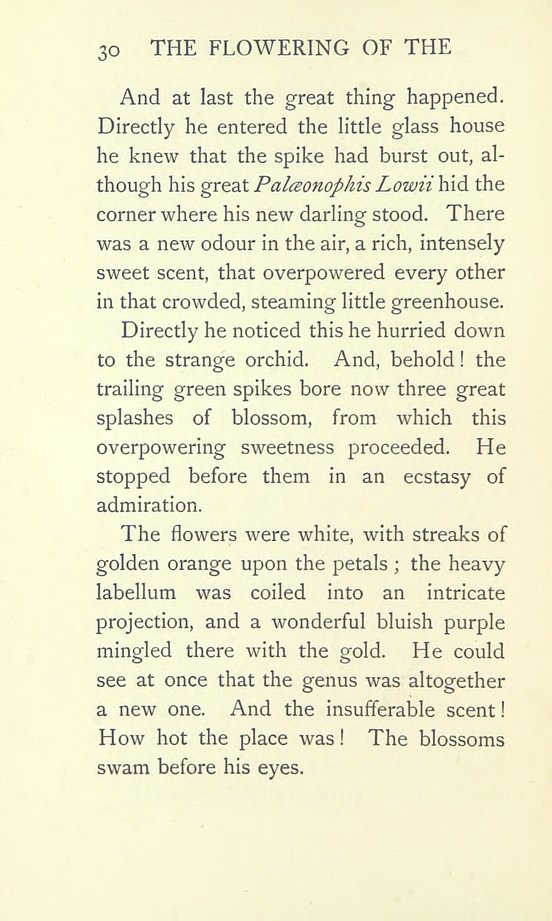 30 THE FLOWERING OF THE
And at last the great thing happened.
Directly he entered the little glass house
he knew that the spike had burst out, al-
though his great Palæonophis Lowii hid the
corner where his new darling stood. There
was a new odour in the air, a rich, intensely
sweet scent, that overpowered every other
in that crowded, steaming little greenhouse.
Directly he noticed this he hurried down
to the strange orchid. And, behold ! the
trailing green spikes bore now three great
splashes of blossom, from which this
overpowering sweetness proceeded. He
stopped before them in an ecstasy of
admiration.
The flowers were white, with streaks of
golden orange upon the petals ; the heavy
labellum was coiled into an intricate
projection, and a wonderful bluish purple
mingled there with the gold. He could
see at once that the genus was altogether
a new one. And the insufferable scent !
How hot the place was ! The blossoms
swam before his eyes.